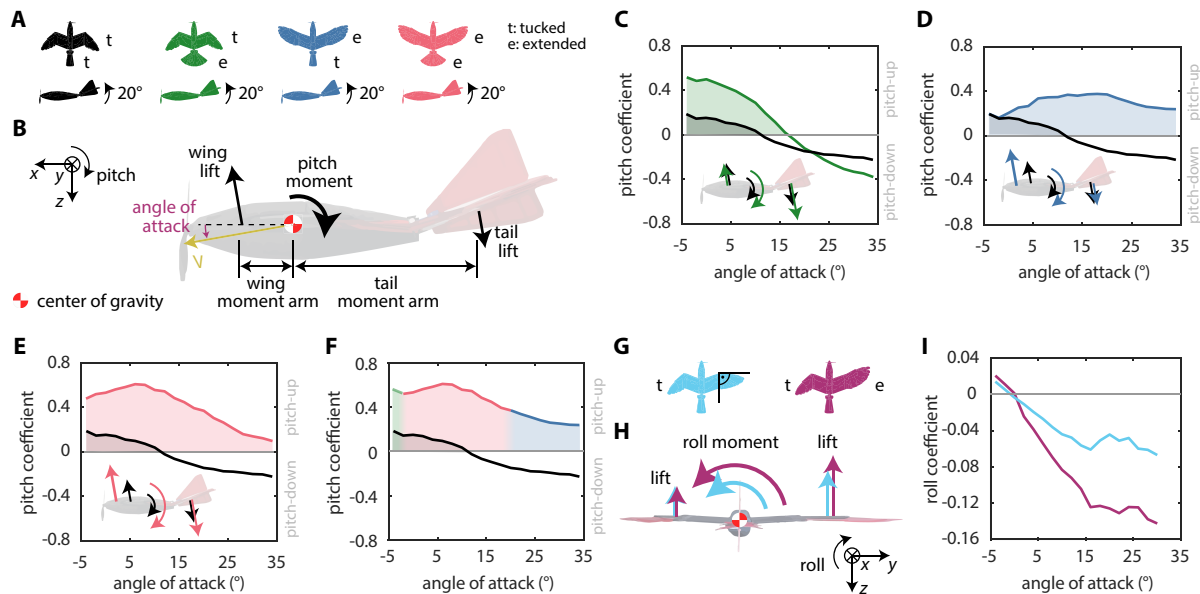 A
t
t
t
e
e
t
e
e
t: tucked
e: extended
20°
20°
20°
20°
B
x
y
z
pitch
wing
lift
pitch
moment
angle of
attack
V
tail
lift
wing
moment arm
tail
moment arm
center of gravity
C
pitch coefficient
0.8
0.4
0
-0.4
-0.8
-5
5
15
25
35
angle of attack (°)
pitch-up
pitch-down
D
pitch coefficient
0.8
0.4
0
-0.4
-0.8
-5
5
15
25
35
angle of attack (°)
pitch-up
pitch-down
E
pitch coefficient
0.8
0.4
0
-0.4
-0.8
-5
5
15
25
35
angle of attack (°)
pitch-up
pitch-down
F
pitch coefficient
0.8
0.4
0
-0.4
-0.8
-5
5
15
25
35
angle of attack (°)
pitch-up
pitch-down
G
t
t
e
H
roll moment
lift
lift
roll
x
y
z
I
roll coefficient
0.04
0
-0.04
-0.08
-0.12
-0.16
-5
5
15
25
35
angle of attack (°)